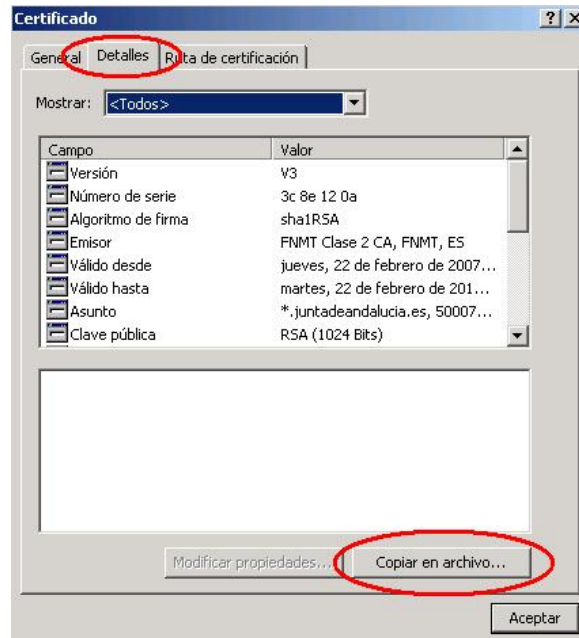 Certificado
General Detalles Ruta de certificación
Mostrar: <Todos>
Campo Valor
Versión V3
Número de serie 3c 8e 12 0a
Algoritmo de firma sha1RSA
Emisor FNMT Clase 2 CA, FNMT, ES
Válido desde jueves, 22 de febrero de 2007...
Válido hasta martes, 22 de febrero de 201...
Asunto *.juntadeandalucia.es, 50007...
Clave pública RSA (1024 Bits)
Modificar propiedades... Copiar en archivo...
Aceptar